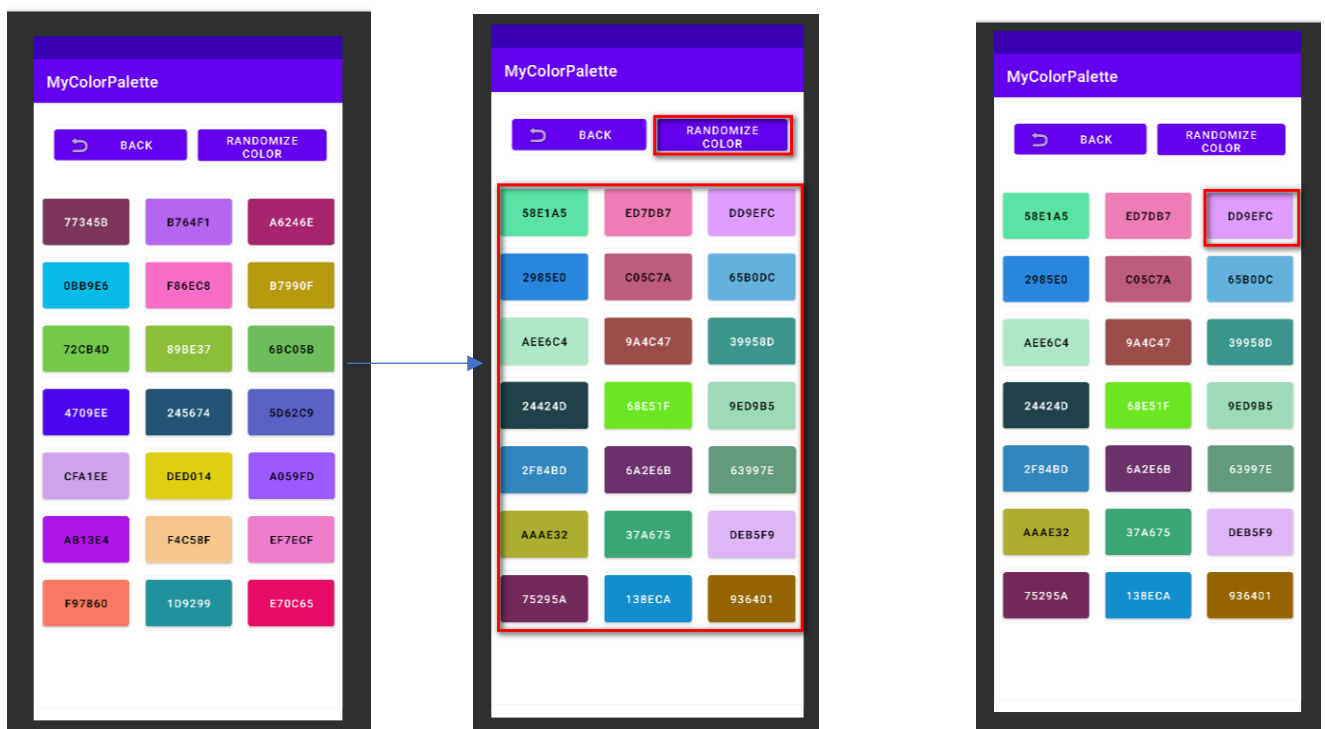 MyColorPalette
BACK
RANDOMIZE
COLOR
77345B B764F1 A6246E
0BB9E6 F86EC8 B7990F
72CB4D 89BE37 6BC05B
4709EE 245674 5D62C9
CFA1EE DED014 A059FD
AB13E4 F4C58F EF7ECF
F97860 1D9299 E70C65
MyColorPalette
BACK
RANDOMIZE
COLOR
58E1A5 ED7DB7 DD9EFC
2985E0 C05C7A 65B0DC
AEE6C4 9A4C47 39958D
24424D 68E51F 9ED9B5
2F84BD 6A2E6B 63997E
AAAE32 37A675 DEB5F9
75295A 138ECA 936401
MyColorPalette
BACK
RANDOMIZE
COLOR
58E1A5 ED7DB7 DD9EFC
2985E0 C05C7A 65B0DC
AEE6C4 9A4C47 39958D
24424D 68E51F 9ED9B5
2F84BD 6A2E6B 63997E
AAAE32 37A675 DEB5F9
75295A 138ECA 936401